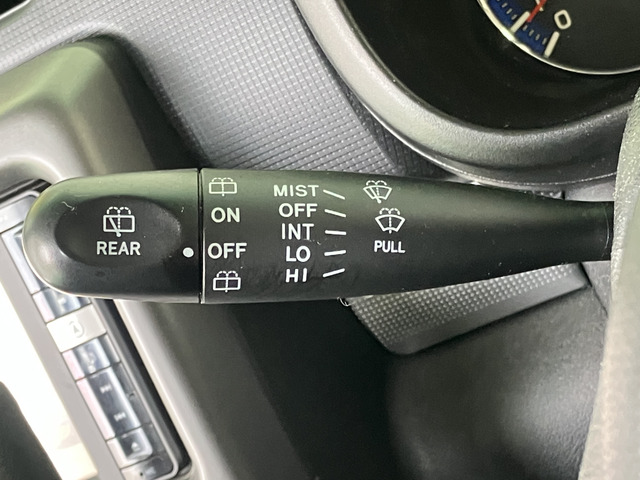 REAR
ON
OFF
MIST
OFF
INT
LO
HI
PULL